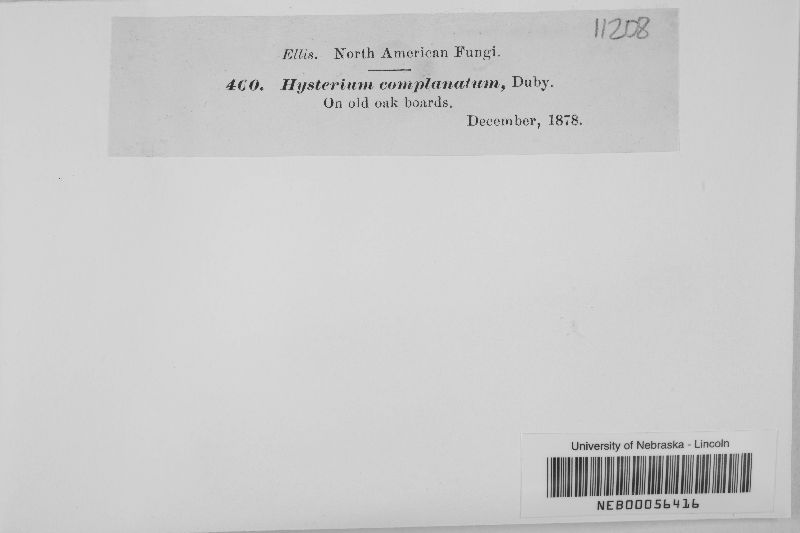 11208
Ellis. North American Fungi.
460. Hysterium complanatum, Duby.
On old oak boards.
December, 1878.
University of Nebraska - Lincoln
NEB00056416